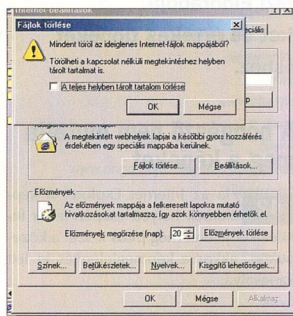 Internet-beállítások
Fájlok törlése
Mindent töröl az ideiglenes Internet-fájlok mappájából?
Törölheti a kapcsolat nélküli megtekintéshez helyben
tárolt tartalmat is.
A teljes helyben tárolt tartalom törlése
OK
Mégse
A megtekintett webhelyek lapjai a későbbi gyors hozzáférés
érdekében egy speciális mappába kerülnek.
Fájlok törlése...
Beállítások...
Előzmények
Az előzmények mappája a felkeresett lapokra mutató
hivatkozásokat tartalmazza, így azok könnyebben érhetők el.
Előzmények megőrzése (nap):
20
Előzmények törlése
Színek...
Betűkészletek...
Nyelvek...
Kisegítő lehetőségek...
OK
Mégse
Alkalmaz